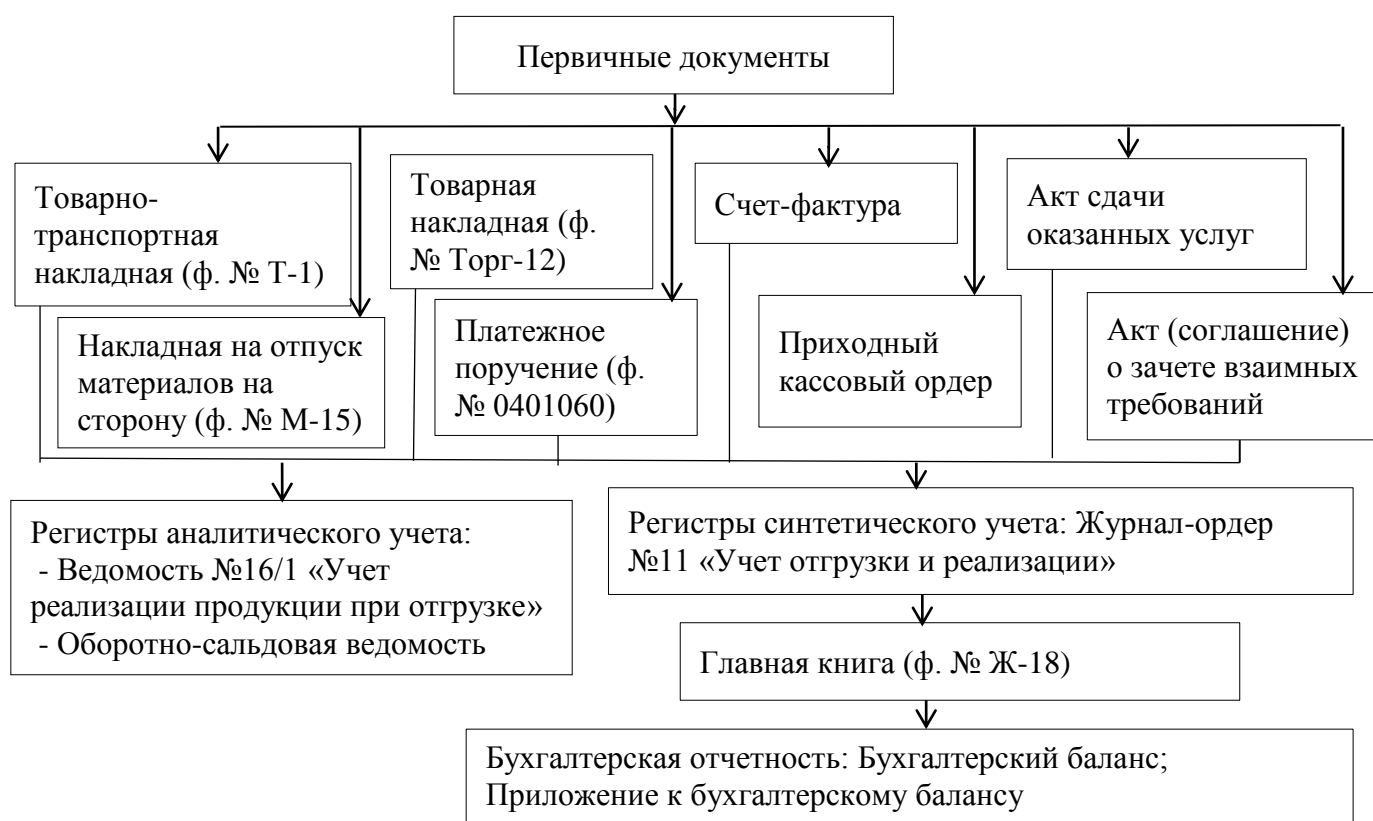 Первичные документы
Товарно-
транспортная
накладная (ф. № Т-1)
Товарная
накладная (ф.
№ Торг-12)
Счет-фактура
Акт сдачи
оказанных услуг
Накладная на отпуск
материалов на
сторону (ф. № М-15)
Платежное
поручение (ф.
№ 0401060)
Приходный
кассовый ордер
Акт (соглашение)
о зачете взаимных
требований
Регистры аналитического учета:
- Ведомость №16/1 «Учет
реализации продукции при отгрузке»
- Оборотно-сальдовая ведомость
Регистры синтетического учета: Журнал-ордер
№11 «Учет отгрузки и реализации»
Главная книга (ф. № Ж-18)
Бухгалтерская отчетность: Бухгалтерский баланс;
Приложение к бухгалтерскому балансу